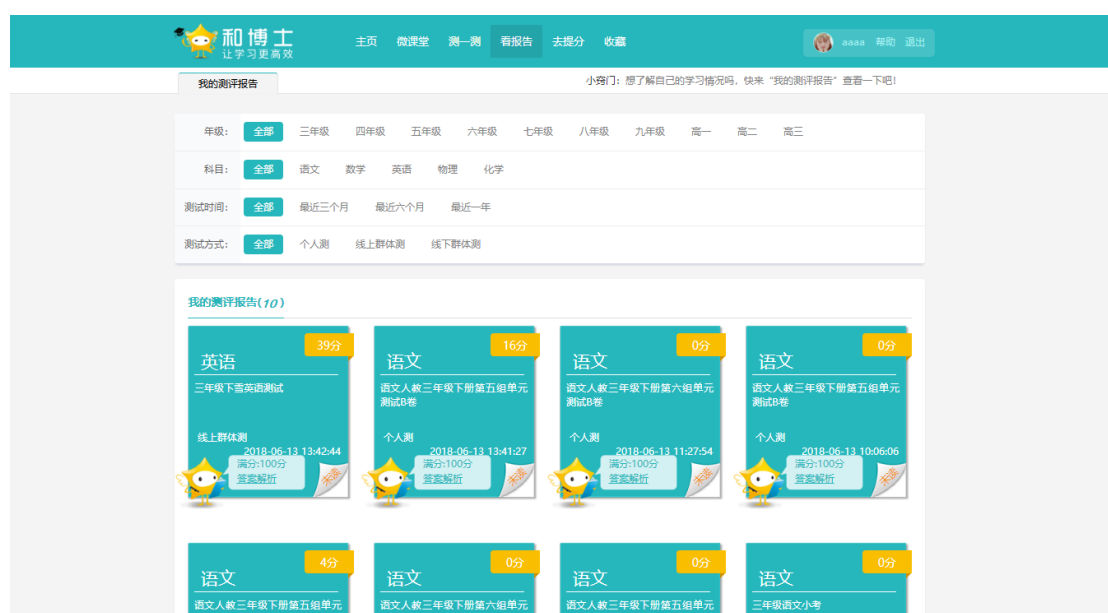 和博士
让学习更高效
主页 微课堂 测一测 看报告 去提分 收藏
aaaa 帮助 退出
我的测评报告
小窍门：想了解自己的学习情况吗，快来“我的测评报告”查看一下吧！
年级： 全部 三年级 四年级 五年级 六年级 七年级 八年级 九年级 高一 高二 高三
科目： 全部 语文 数学 英语 物理 化学
测试时间： 全部 最近三个月 最近六个月 最近一年
测试方式： 全部 个人测 线上群体测 线下群体测
我的测评报告(10)
39分
英语
三年级下雪英语测试
线上群体测
2018-06-13 13:42:44
满分:100分
答案解析
未读
16分
语文
语文人教三年级下册第五组单元
测试B卷
个人测
2018-06-13 13:41:27
满分:100分
答案解析
未读
0分
语文
语文人教三年级下册第六组单元
测试B卷
个人测
2018-06-13 11:27:54
满分:100分
答案解析
未读
0分
语文
语文人教三年级下册第五组单元
测试B卷
个人测
2018-06-13 10:06:06
满分:100分
答案解析
未读
4分
语文
语文人教三年级下册第五组单元
0分
语文
语文人教三年级下册第六组单元
0分
语文
语文人教三年级下册第五组单元
0分
语文
三年级语文小考